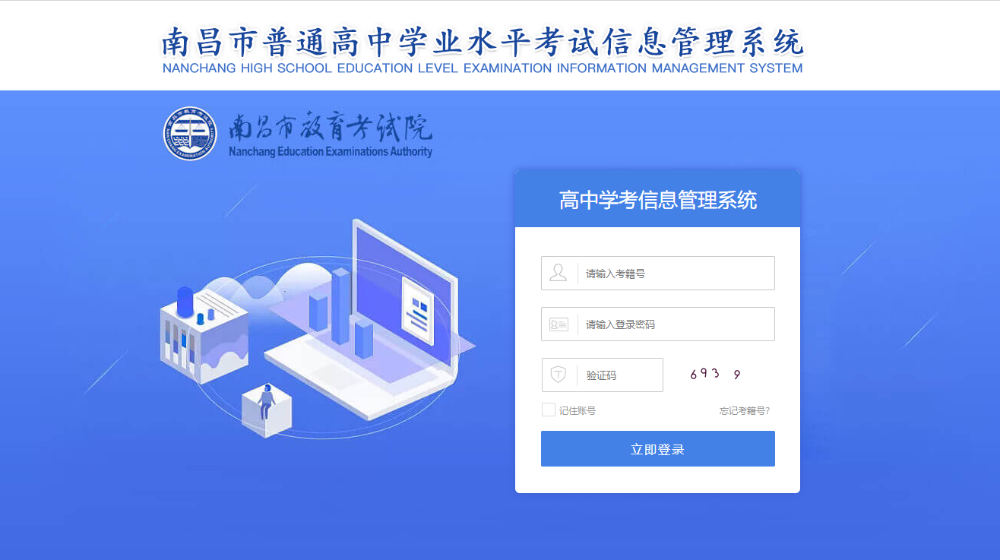 南昌市普通高中学业水平考试信息管理系统
NANCHANG HIGH SCHOOL EDUCATION LEVEL EXAMINATION INFORMATION MANAGEMENT SYSTEM
南昌市教育考试院
Nanchang Education Examinations Authority
高中学考信息管理系统
请输入考籍号
请输入登录密码
验证码
693 9
记住账号
忘记考籍号?
立即登录